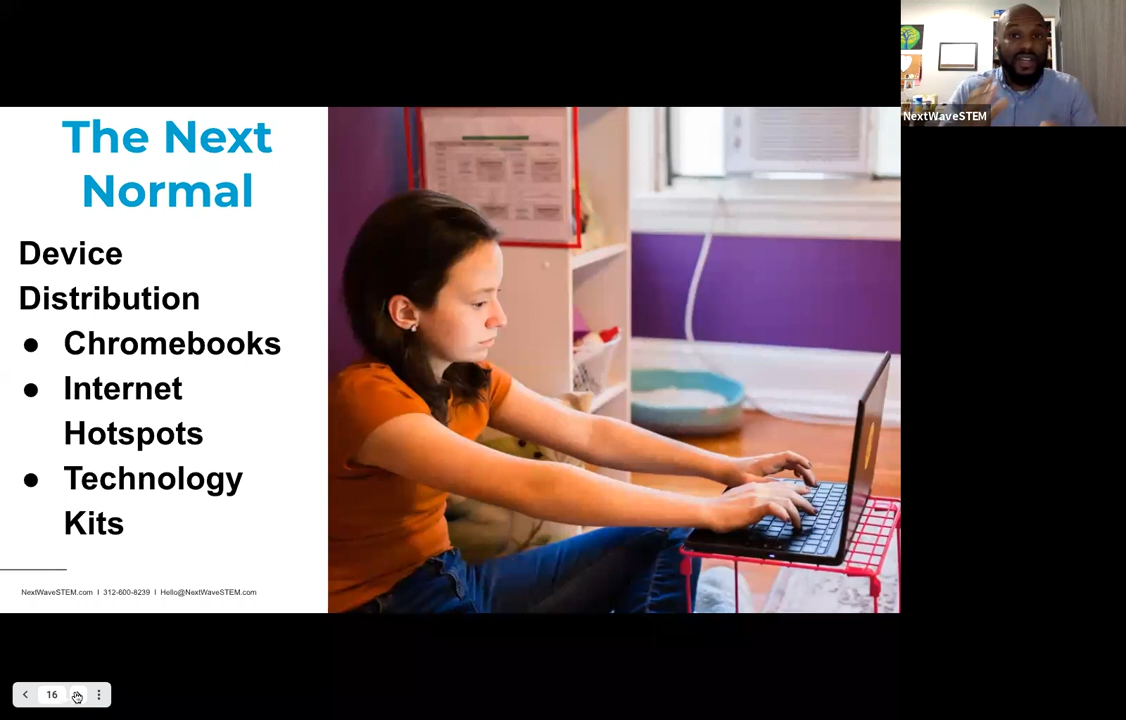 The Next
Normal
Device
Distribution
● Chromebooks
● Internet
Hotspots
● Technology
Kits
NextWaveSTEM.com I 312-600-8239 I Hello@NextWaveSTEM.com
NextWaveSTEM
16